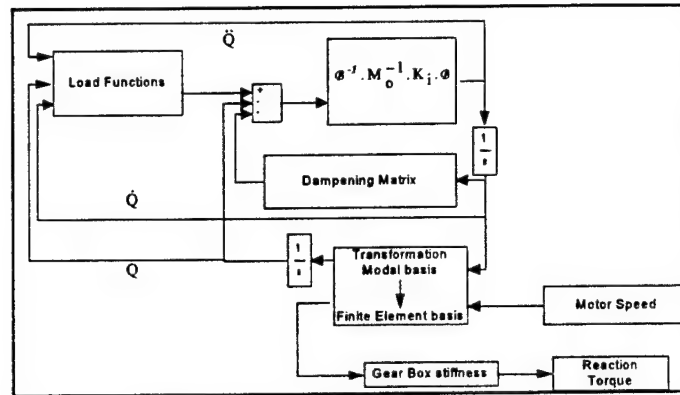 Q̈
Load Functions
+
-
-
ⱷ⁻¹ . M₀⁻¹ . Kᵢ . ⱷ
1
s
Dampening Matrix
Q̇
1
s
Q
Transformation
Modal basis
Finite Element basis
Motor Speed
Gear Box stiffness
Reaction
Torque